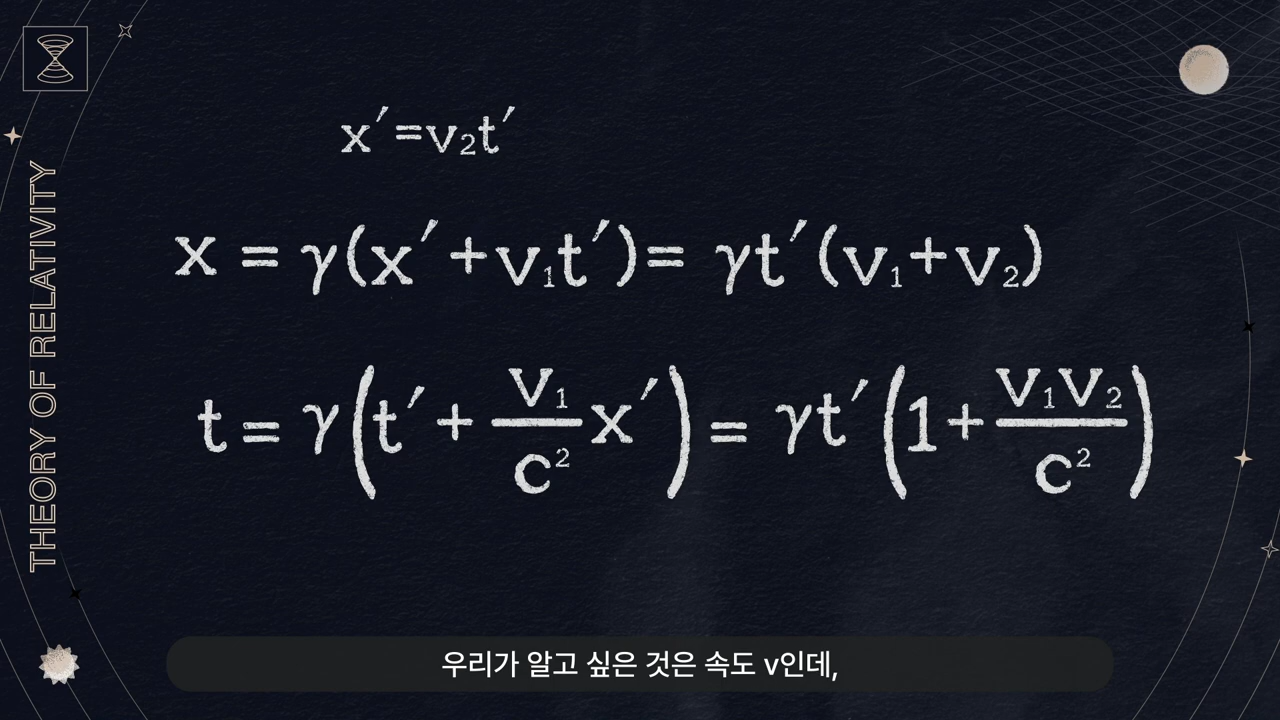 THEORY OF RELATIVITY
x′=v₂t′
x = γ(x′+v₁t′)= γt′(v₁+v₂)
t = γ(t′+ v₁/c² x′) = γt′(1+ v₁v₂/c²)
우리가 알고 싶은 것은 속도 v인데,